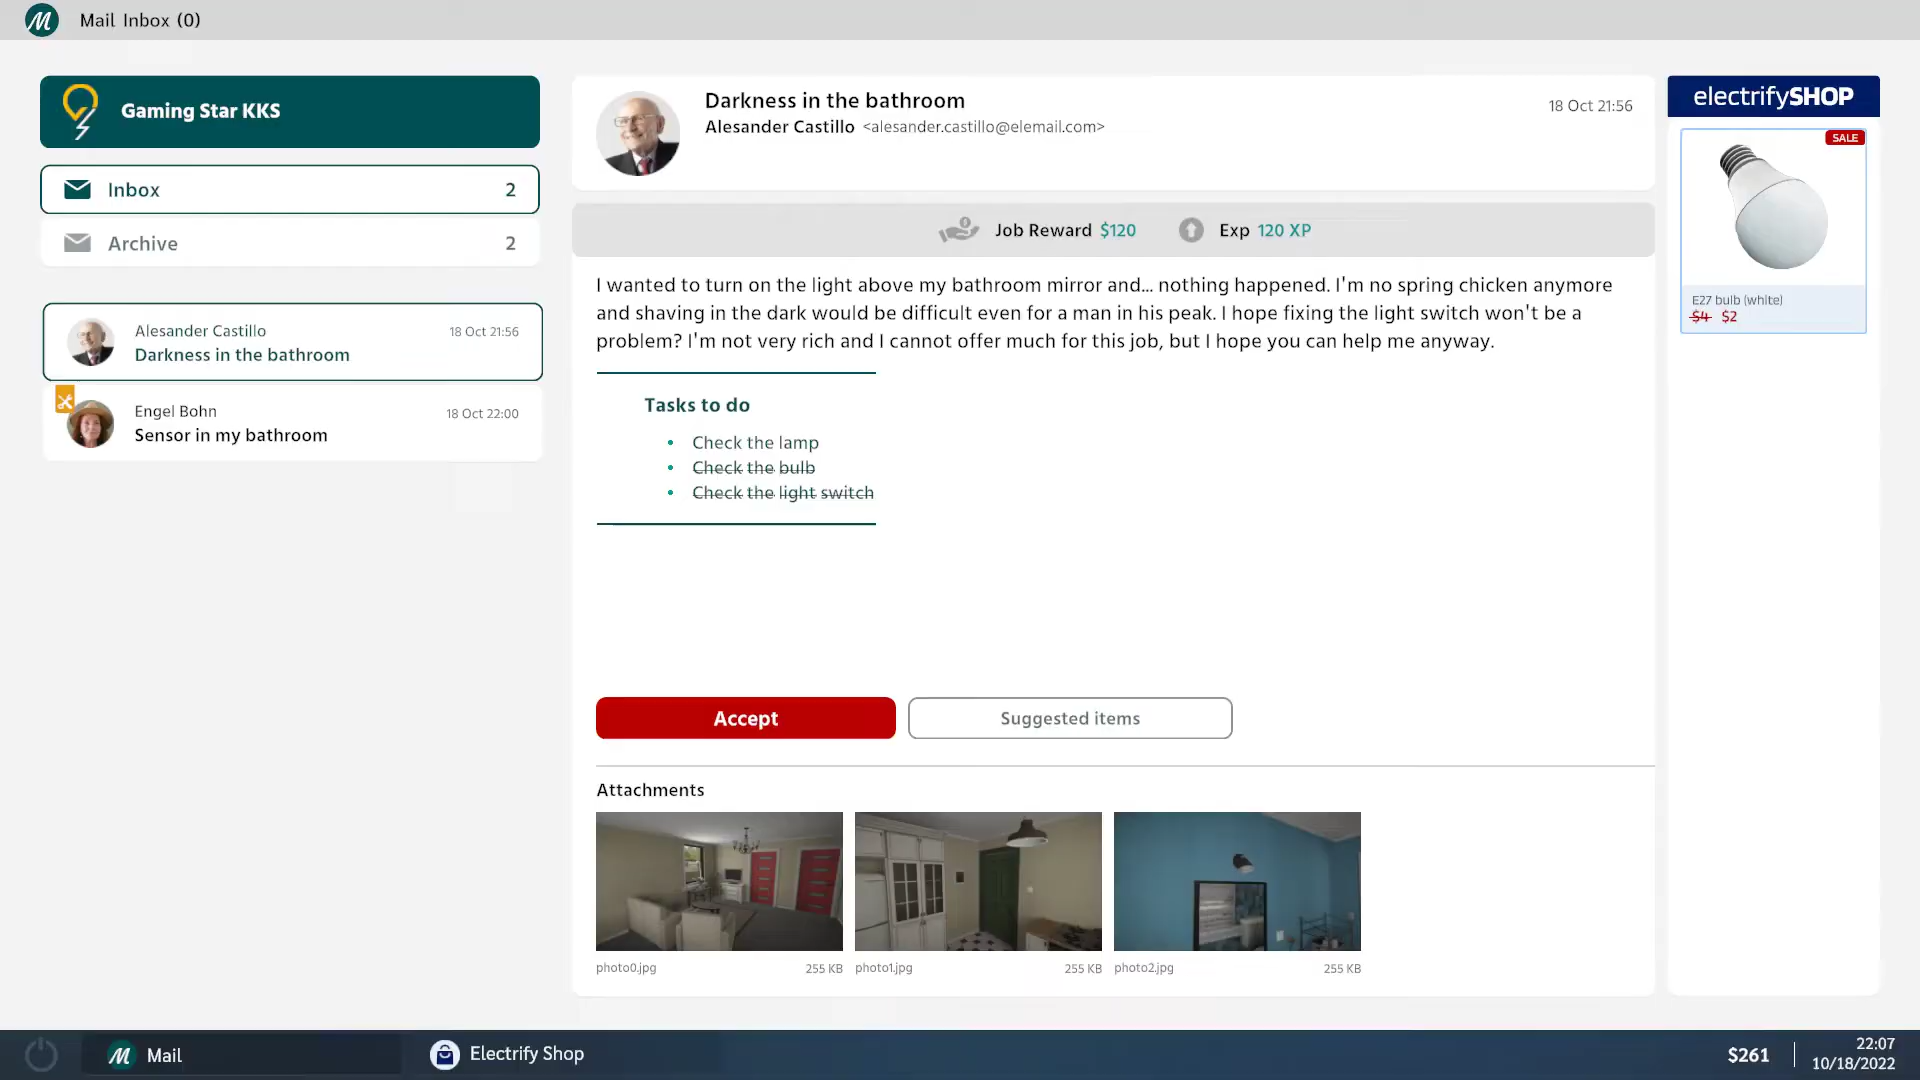 Mail Inbox (0)
Gaming Star KKS
Inbox 2
Archive 2
Alesander Castillo 18 Oct 21:56
Darkness in the bathroom
Engel Bohn 18 Oct 22:00
Sensor in my bathroom
Darkness in the bathroom 18 Oct 21:56
Alesander Castillo <alesander.castillo@elemail.com>
Job Reward $120 Exp 120 XP
I wanted to turn on the light above my bathroom mirror and... nothing happened. I'm no spring chicken anymore
and shaving in the dark would be difficult even for a man in his peak. I hope fixing the light switch won't be a
problem? I'm not very rich and I cannot offer much for this job, but I hope you can help me anyway.
Tasks to do
• Check the lamp
• Check the bulb
• Check the light switch
Accept Suggested items
Attachments
photo0.jpg 255 KB photo1.jpg 255 KB photo2.jpg 255 KB
electrifySHOP
SALE
E27 bulb (white)
$4 $2
Mail Electrify Shop $261 22:07
10/18/2022